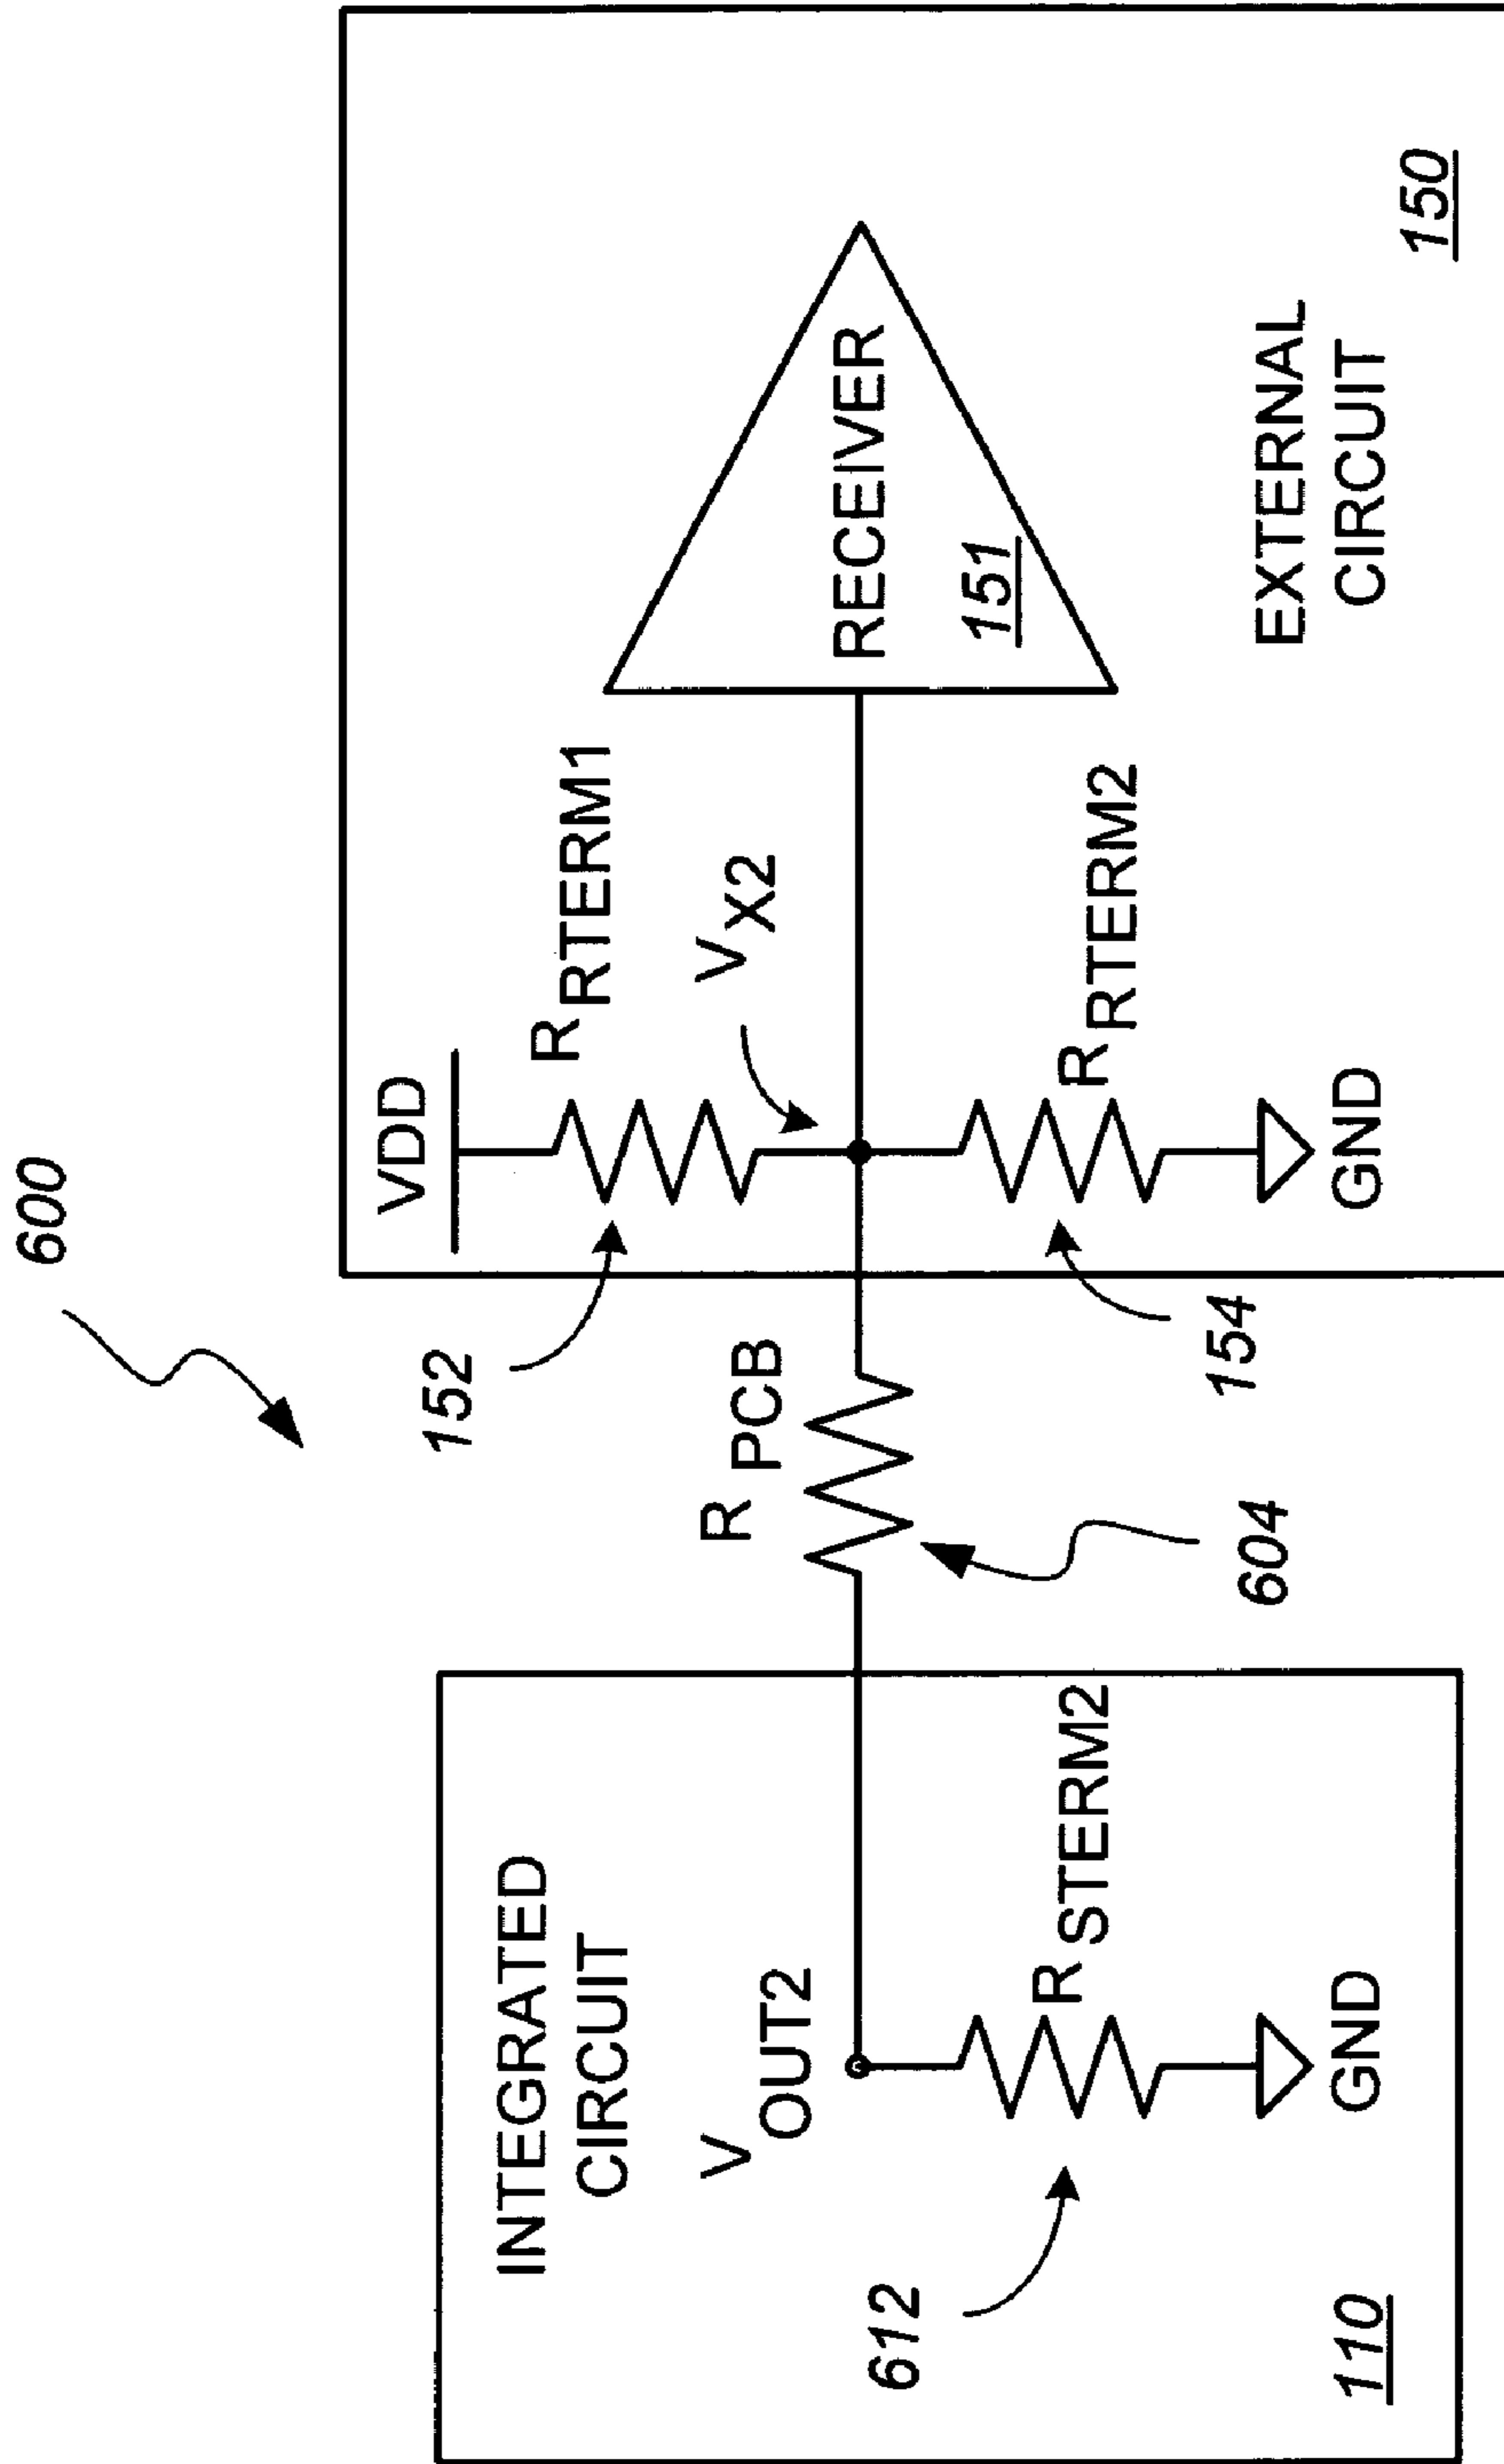 600
INTEGRATED
CIRCUIT
V OUT2
612
R STERM2
GND
110
R PCB
604
VDD
152
R RTERM1
V X2
R RTERM2
154
GND
RECEIVER
151
EXTERNAL
CIRCUIT
150